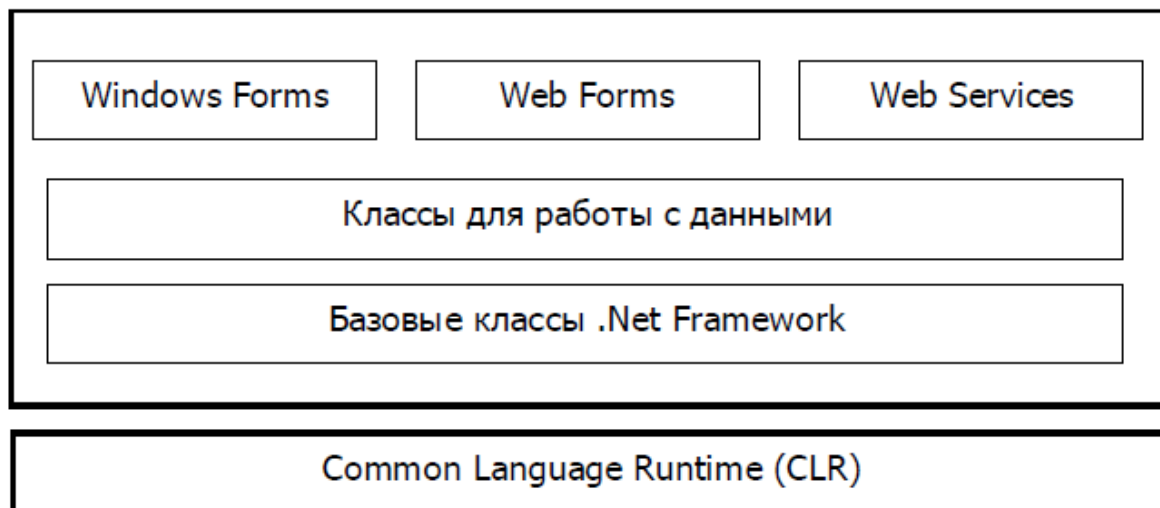 Windows Forms
Web Forms
Web Services
Классы для работы с данными
Базовые классы .Net Framework
Common Language Runtime (CLR)